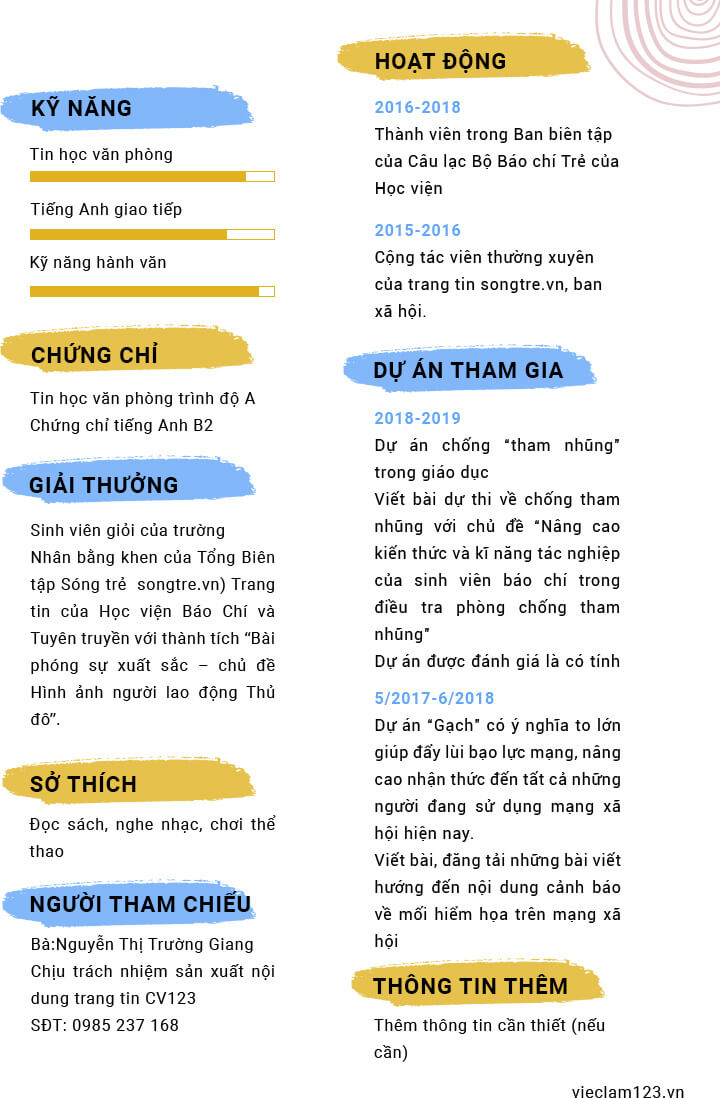 KỸ NĂNG
Tin học văn phòng
Tiếng Anh giao tiếp
Kỹ năng hành văn
CHỨNG CHỈ
Tin học văn phòng trình độ A
Chứng chỉ tiếng Anh B2
GIẢI THƯỞNG
Sinh viên giỏi của trường
Nhân bằng khen của Tổng Biên
tập Sóng trẻ songtre.vn) Trang
tin của Học viện Báo Chí và
Tuyên truyền với thành tích “Bài
phóng sự xuất sắc – chủ đề
Hình ảnh người lao động Thủ
đô”.
SỞ THÍCH
Đọc sách, nghe nhạc, chơi thể
thao
NGƯỜI THAM CHIẾU
Bà:Nguyễn Thị Trường Giang
Chịu trách nhiệm sản xuất nội
dung trang tin CV123
SĐT: 0985 237 168
HOẠT ĐỘNG
2016-2018
Thành viên trong Ban biên tập
của Câu lạc Bộ Báo chí Trẻ của
Học viện
2015-2016
Cộng tác viên thường xuyên
của trang tin songtre.vn, ban
xã hội.
DỰ ÁN THAM GIA
2018-2019
Dự án chống “tham nhũng”
trong giáo dục
Viết bài dự thi về chống tham
nhũng với chủ đề “Nâng cao
kiến thức và kĩ năng tác nghiệp
của sinh viên báo chí trong
điều tra phòng chống tham
nhũng”
Dự án được đánh giá là có tính
5/2017-6/2018
Dự án “Gạch” có ý nghĩa to lớn
giúp đẩy lùi bạo lực mạng, nâng
cao nhận thức đến tất cả những
người đang sử dụng mạng xã
hội hiện nay.
Viết bài, đăng tải những bài viết
hướng đến nội dung cảnh báo
về mối hiểm họa trên mạng xã
hội
THÔNG TIN THÊM
Thêm thông tin cần thiết (nếu
cần)
vieclam123.vn